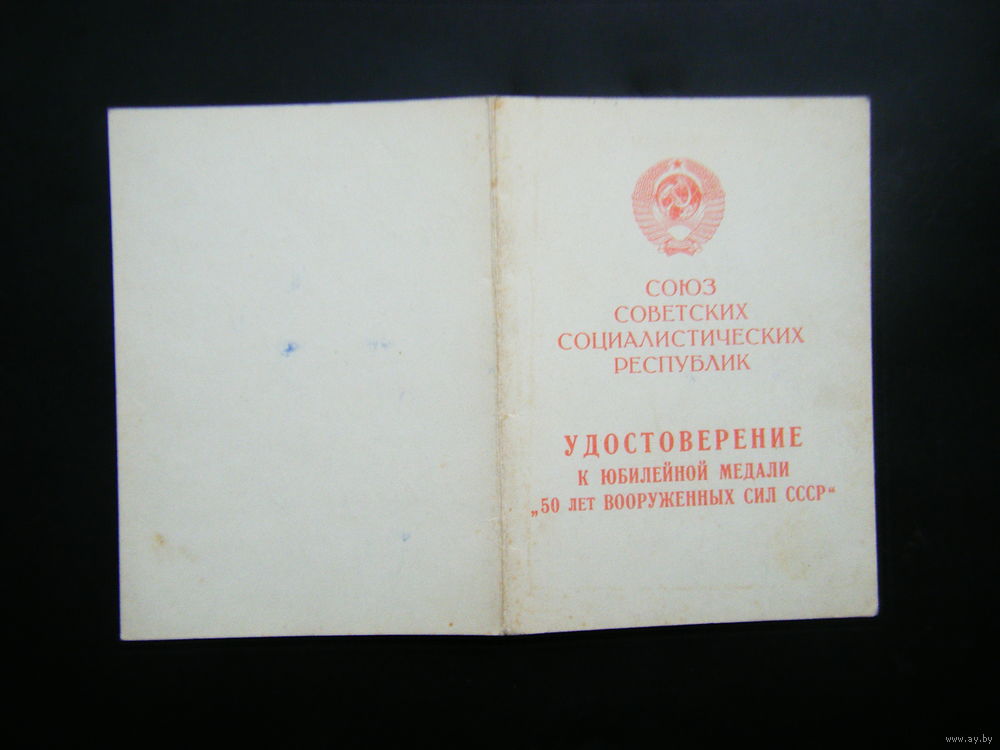 СОЮЗ
СОВЕТСКИХ
СОЦИАЛИСТИЧЕСКИХ
РЕСПУБЛИК
УДОСТОВЕРЕНИЕ
К ЮБИЛЕЙНОЙ МЕДАЛИ
„50 ЛЕТ ВООРУЖЕННЫХ СИЛ СССР“
www.ay.by